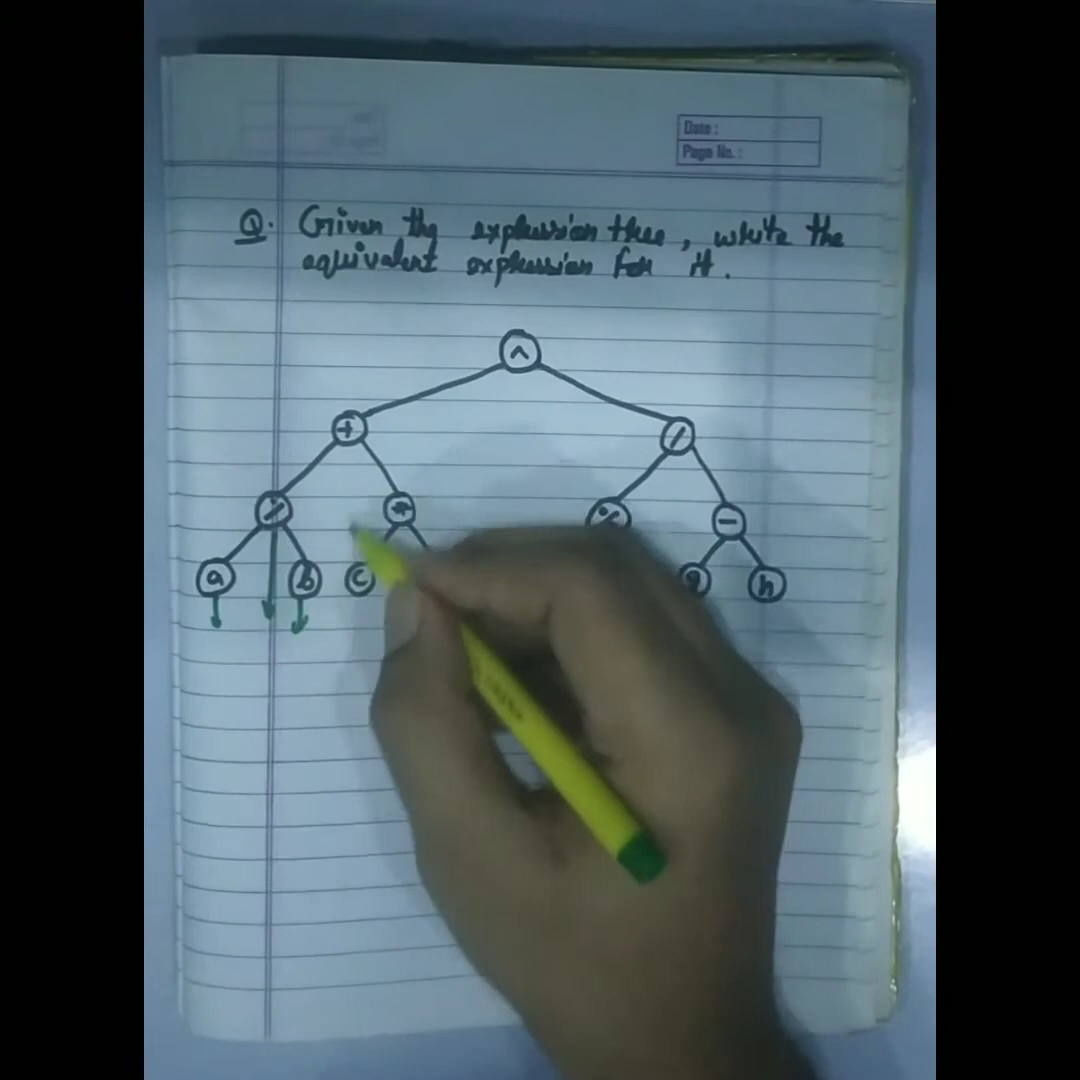 Date :
Page No. :
Q. Given the expression tree, write the
equivalent expression for it.
^
+ /
/ * % -
a b c g h